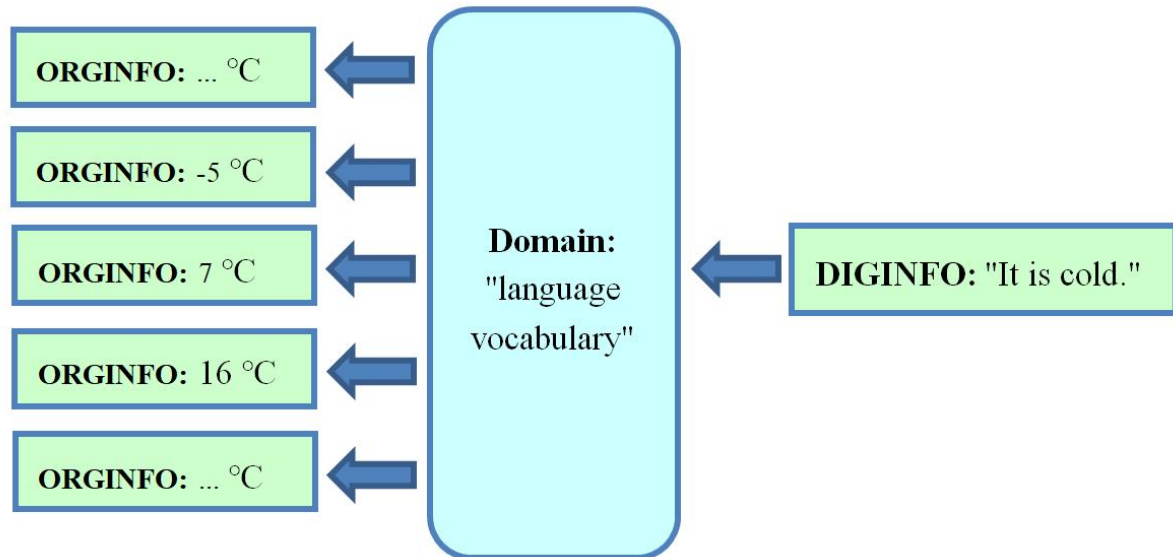 ORGINFO: ... °C
ORGINFO: -5 °C
ORGINFO: 7 °C
ORGINFO: 16 °C
ORGINFO: ... °C
Domain:
"language
vocabulary"
DIGINFO: "It is cold."